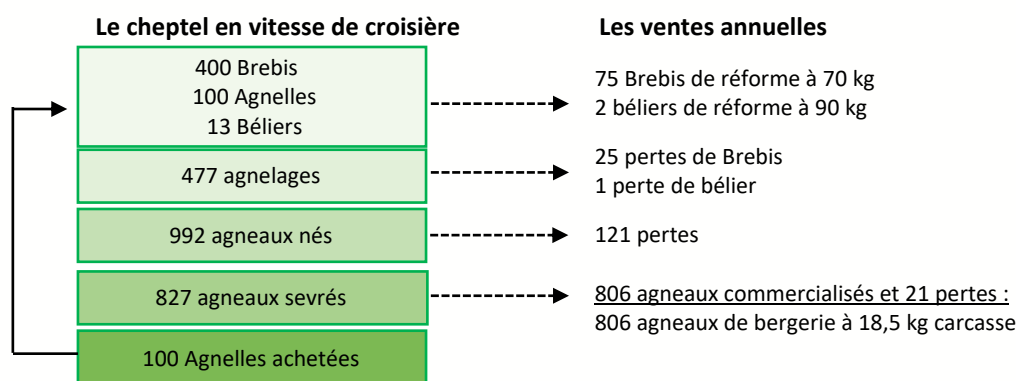 Le cheptel en vitesse de croisière
Les ventes annuelles
400 Brebis
100 Agnelles
13 Béliers
75 Brebis de réforme à 70 kg
2 béliers de réforme à 90 kg
477 agnelages
25 pertes de Brebis
1 perte de bélier
992 agneaux nés
121 pertes
827 agneaux sevrés
806 agneaux commercialisés et 21 pertes :
806 agneaux de bergerie à 18,5 kg carcasse
100 Agnelles achetées